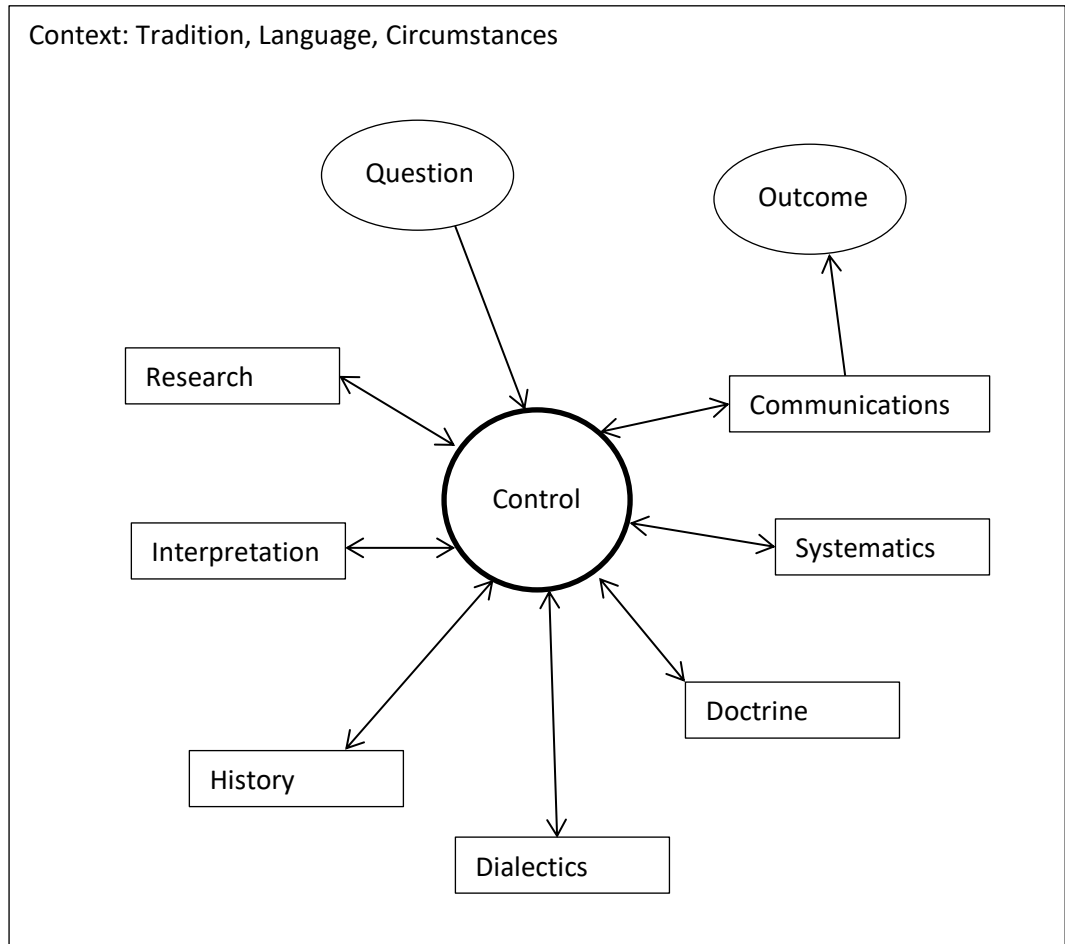 Context: Tradition, Language, Circumstances
Question
Outcome
Research
Communications
Control
Interpretation
Systematics
Doctrine
History
Dialectics